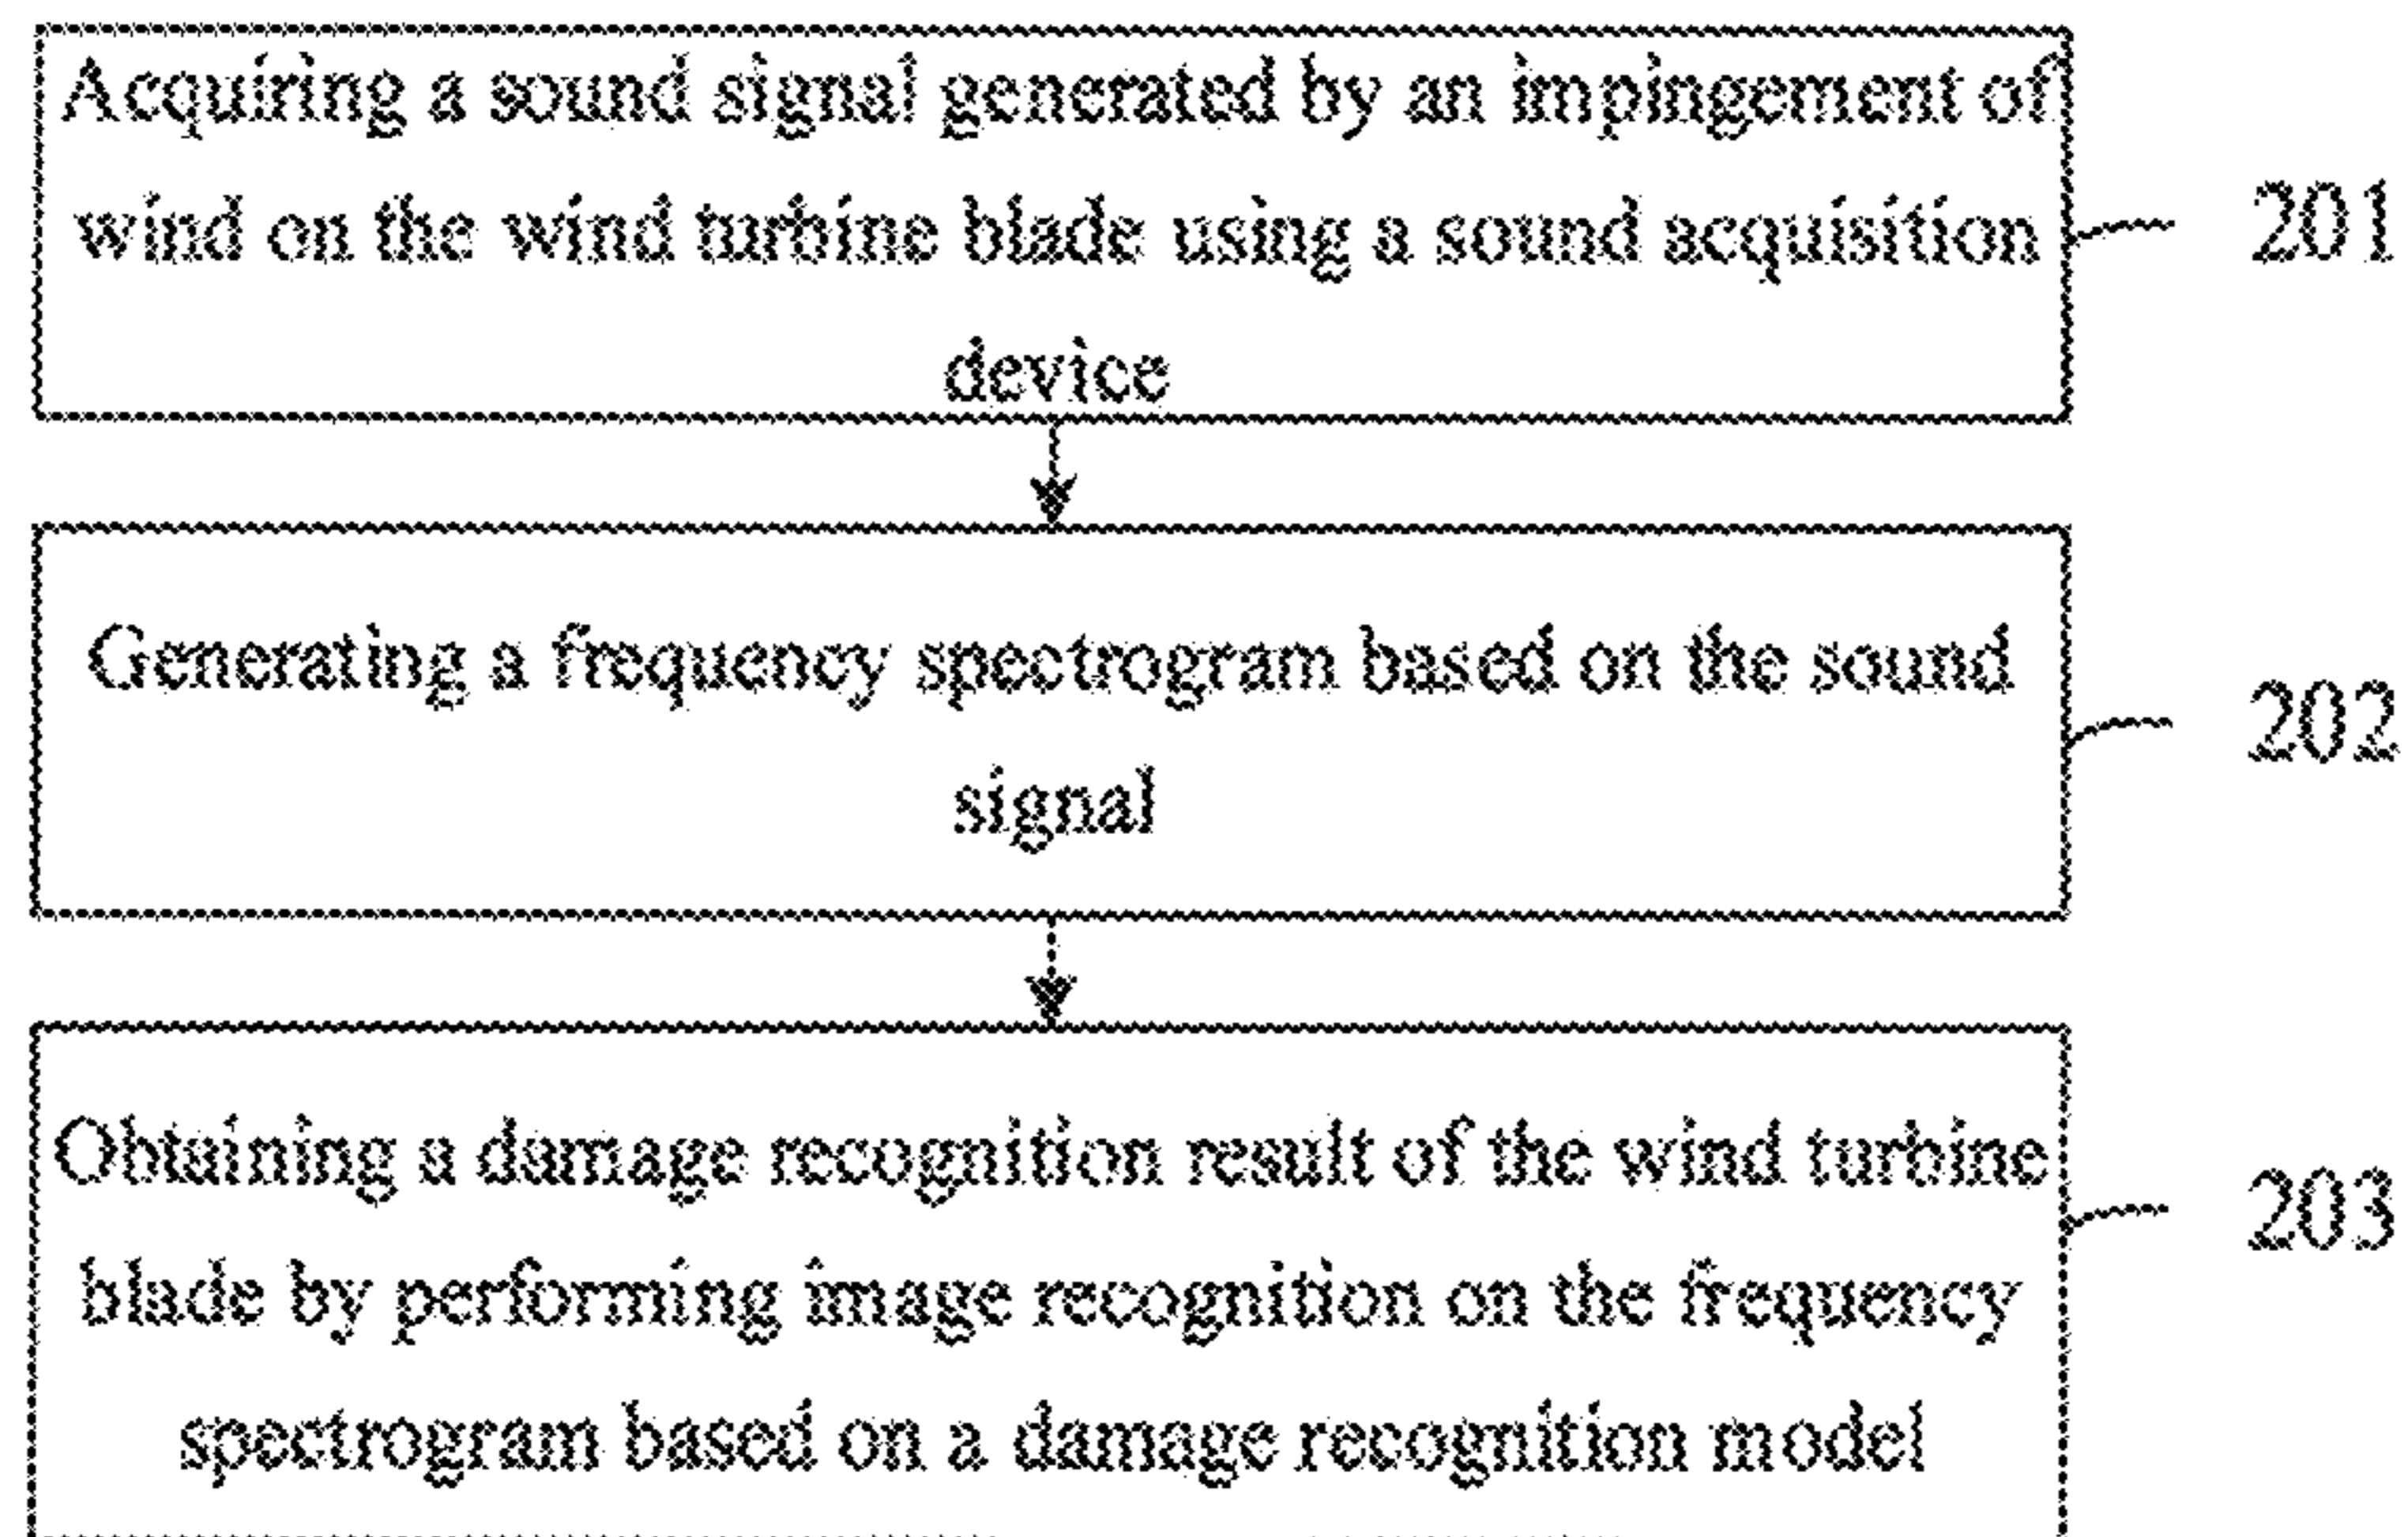 Acquiring a sound signal generated by an impingement of
wind on the wind turbine blade using a sound acquisition
device
201
Generating a frequency spectrogram based on the sound
signal
202
Obtaining a damage recognition result of the wind turbine
blade by performing image recognition on the frequency
spectrogram based on a damage recognition model
203